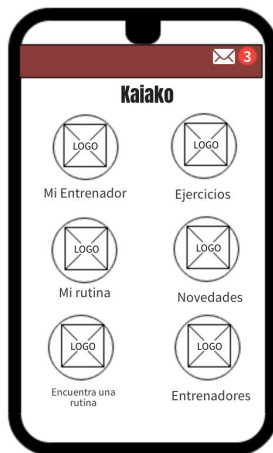 3
Kaiako
LOGO
LOGO
Mi Entrenador
Ejercicios
LOGO
LOGO
Mi rutina
Novedades
LOGO
LOGO
Encuentra una
rutina
Entrenadores